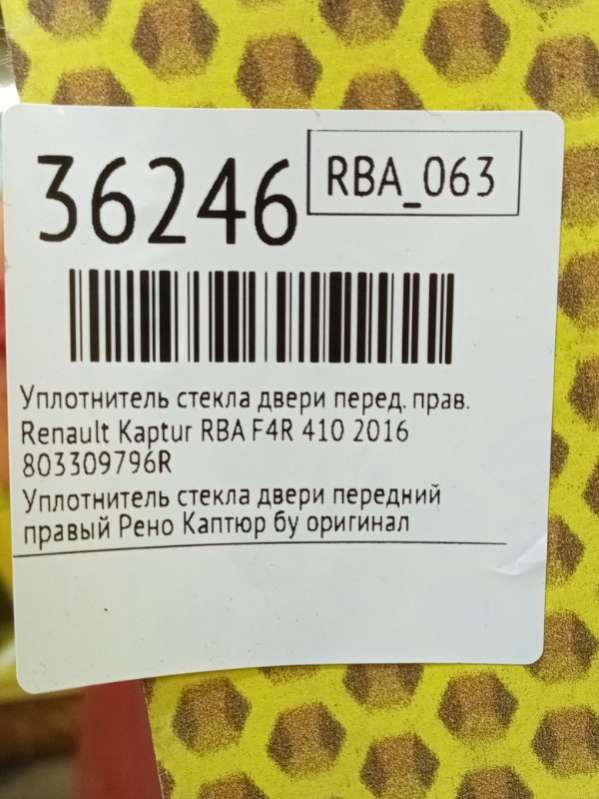 36246
RBA_063
Уплотнитель стекла двери перед. прав.
Renault Kaptur RBA F4R 410 2016
803309796R
Уплотнитель стекла двери передний
правый Рено Каптюр бу оригинал